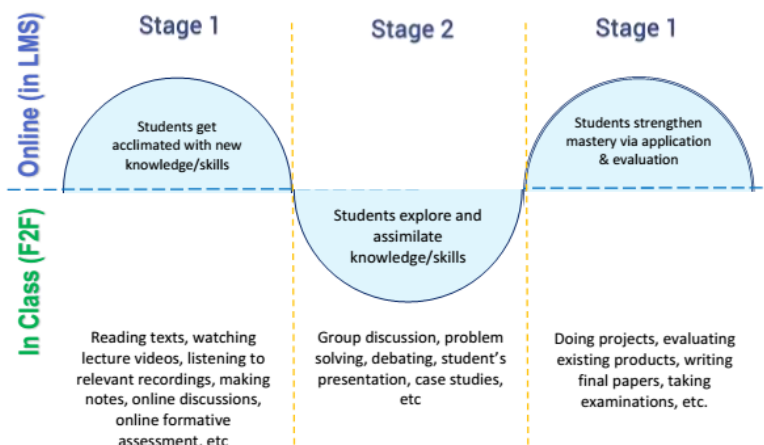 Stage 1
Stage 2
Stage 1
Online (in LMS)
In Class (F2F)
Students get
acclimated with new
knowledge/skills
Students explore and
assimilate
knowledge/skills
Students strengthen
mastery via application
& evaluation
Reading texts, watching
lecture videos, listening to
relevant recordings, making
notes, online discussions,
online formative
assessment, etc
Group discussion, problem
solving, debating, student’s
presentation, case studies,
etc
Doing projects, evaluating
existing products, writing
final papers, taking
examinations, etc.